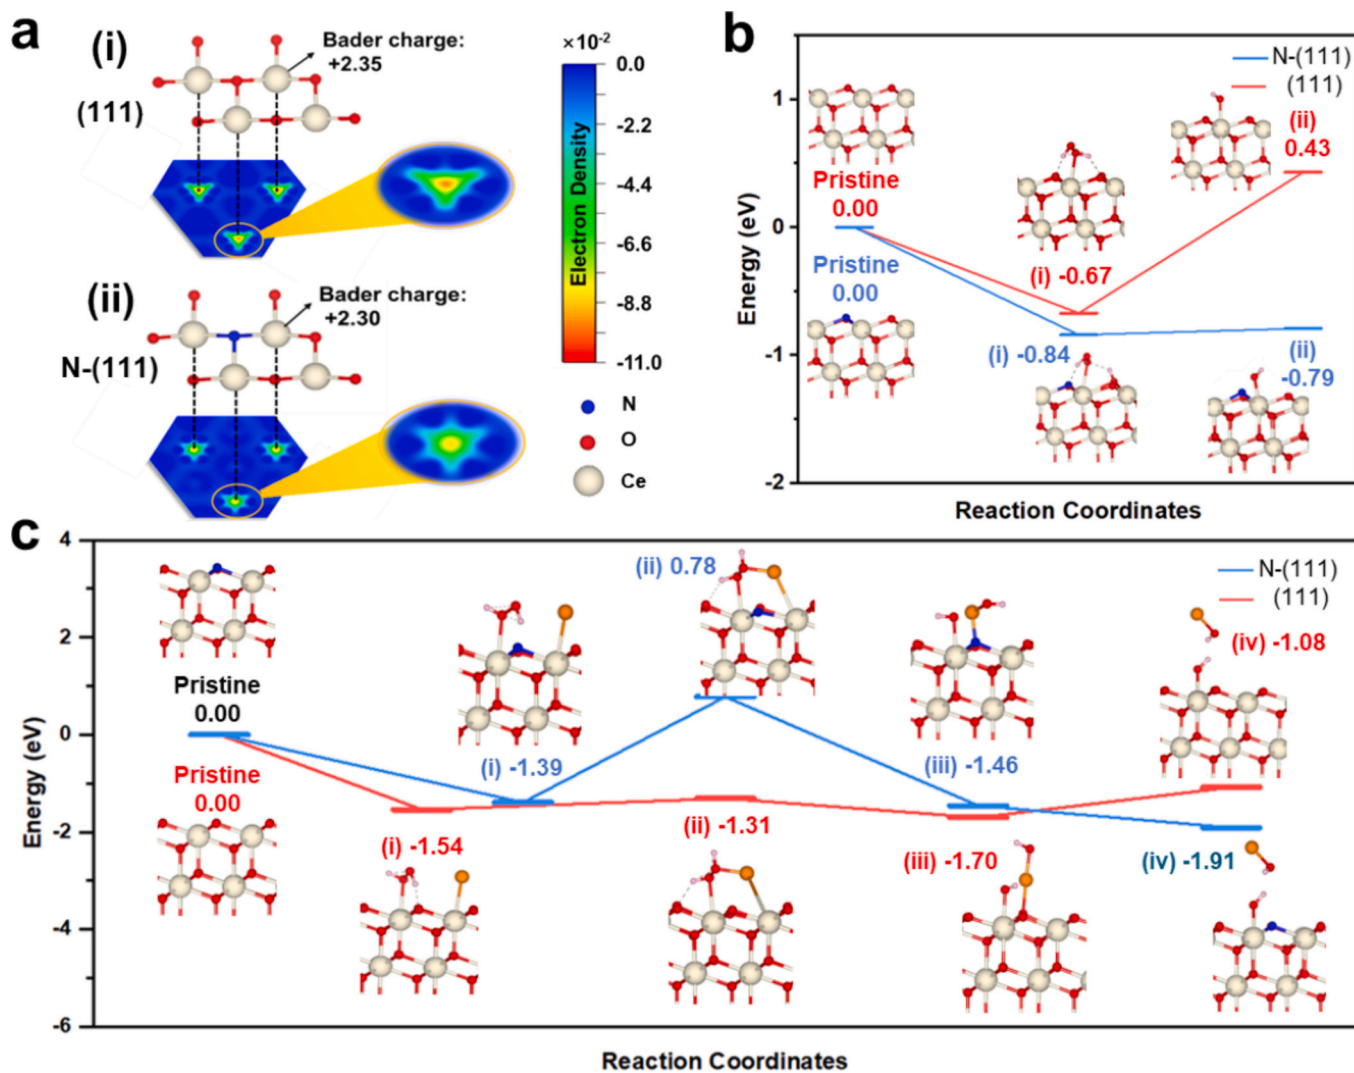 a
(i)
(111)
Bader charge:
+2.35
(ii)
N-(111)
Bader charge:
+2.30
×10-2
0.0
-2.2
-4.4
-6.6
-8.8
-11.0
Electron Density
N
O
Ce
b
N-(111)
(111)
1
0
-1
-2
Energy (eV)
Pristine
0.00
Pristine
0.00
(i) -0.67
(ii)
0.43
(i) -0.84
(ii)
-0.79
Reaction Coordinates
c
N-(111)
(111)
4
2
0
-2
-4
-6
Energy (eV)
Pristine
0.00
Pristine
0.00
(i) -1.39
(ii) 0.78
(iii) -1.46
(iv) -1.08
(i) -1.54
(ii) -1.31
(iii) -1.70
(iv) -1.91
Reaction Coordinates